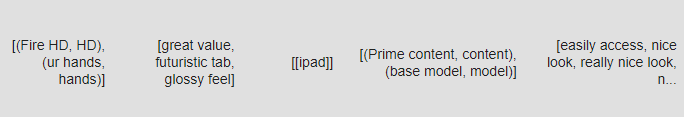 [(Fire HD, HD),
(ur hands,
hands)]
[great value,
futuristic tab,
glossy feel]
[[ipad]]
[(Prime content, content),
(base model, model)]
[easily access, nice
look, really nice look,
n...